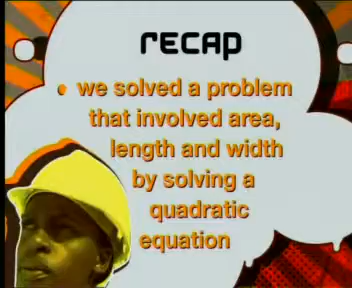 recap
• we solved a problem
that involved area,
length and width
by solving a
quadratic
equation